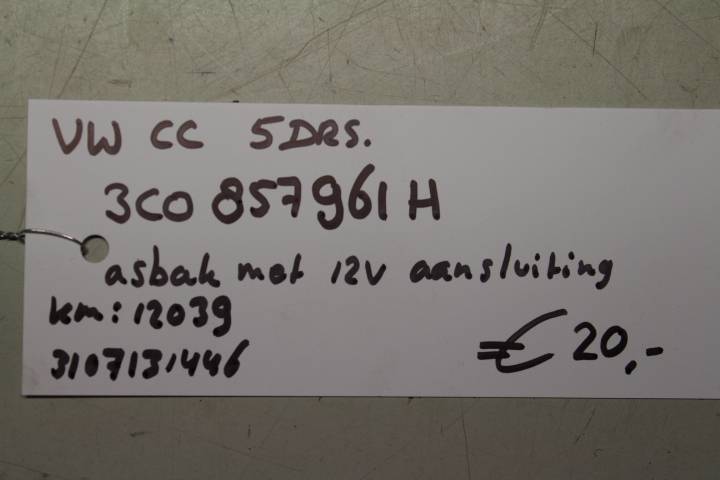 VW CC 5DRS.
3C0 857961 H
asbak met 12V aansluiting
km: 12039
3107131446
€ 20,-